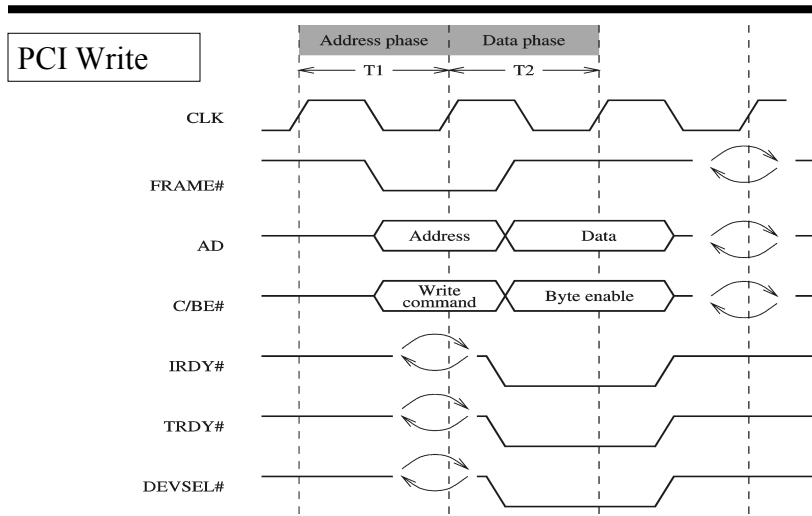 Address phase Data phase
PCI Write
T1 T2
CLK
FRAME#
AD Address Data
C/BE# Write command Byte enable
IRDY#
TRDY#
DEVSEL#